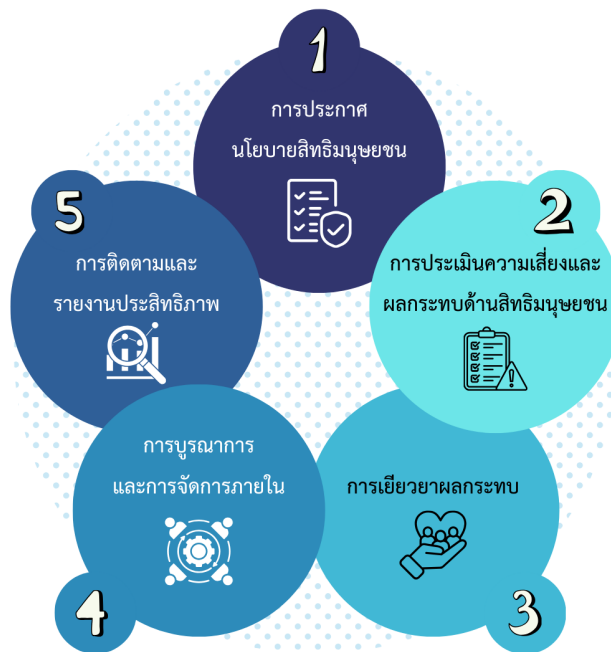 1
การประกาศ
นโยบายสิทธิมนุษยชน
2
การประเมินความเสี่ยงและ
ผลกระทบด้านสิทธิมนุษยชน
3
การเยียวยาผลกระทบ
4
การบูรณาการ
และการจัดการภายใน
5
การติดตามและ
รายงานประสิทธิภาพ